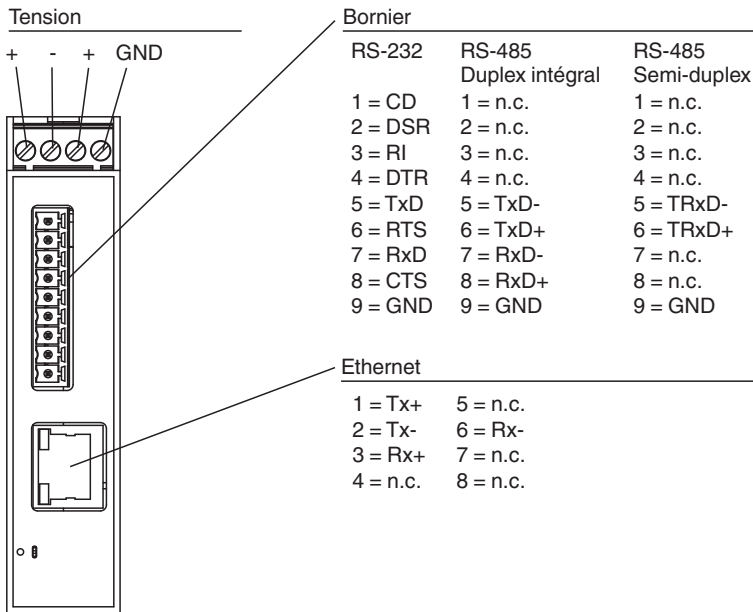 Tension
+ - + GND
Bornier
RS-232 RS-485 RS-485
Duplex intégral Semi-duplex
1 = CD 1 = n.c. 1 = n.c.
2 = DSR 2 = n.c. 2 = n.c.
3 = RI 3 = n.c. 3 = n.c.
4 = DTR 4 = n.c. 4 = n.c.
5 = TxD 5 = TxD- 5 = TRxD-
6 = RTS 6 = TxD+ 6 = TRxD+
7 = RxD 7 = RxD- 7 = n.c.
8 = CTS 8 = RxD+ 8 = n.c.
9 = GND 9 = GND 9 = GND
Ethernet
1 = Tx+ 5 = n.c.
2 = Tx- 6 = Rx-
3 = Rx+ 7 = n.c.
4 = n.c. 8 = n.c.